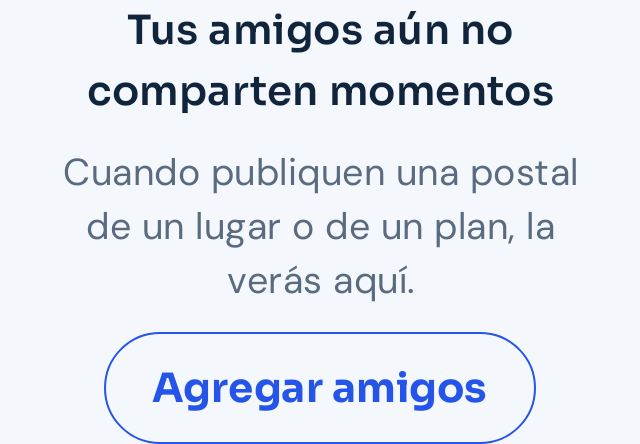 Tus amigos aún no
comparten momentos
Cuando publiquen una postal
de un lugar o de un plan, la
verás aquí.
Agregar amigos